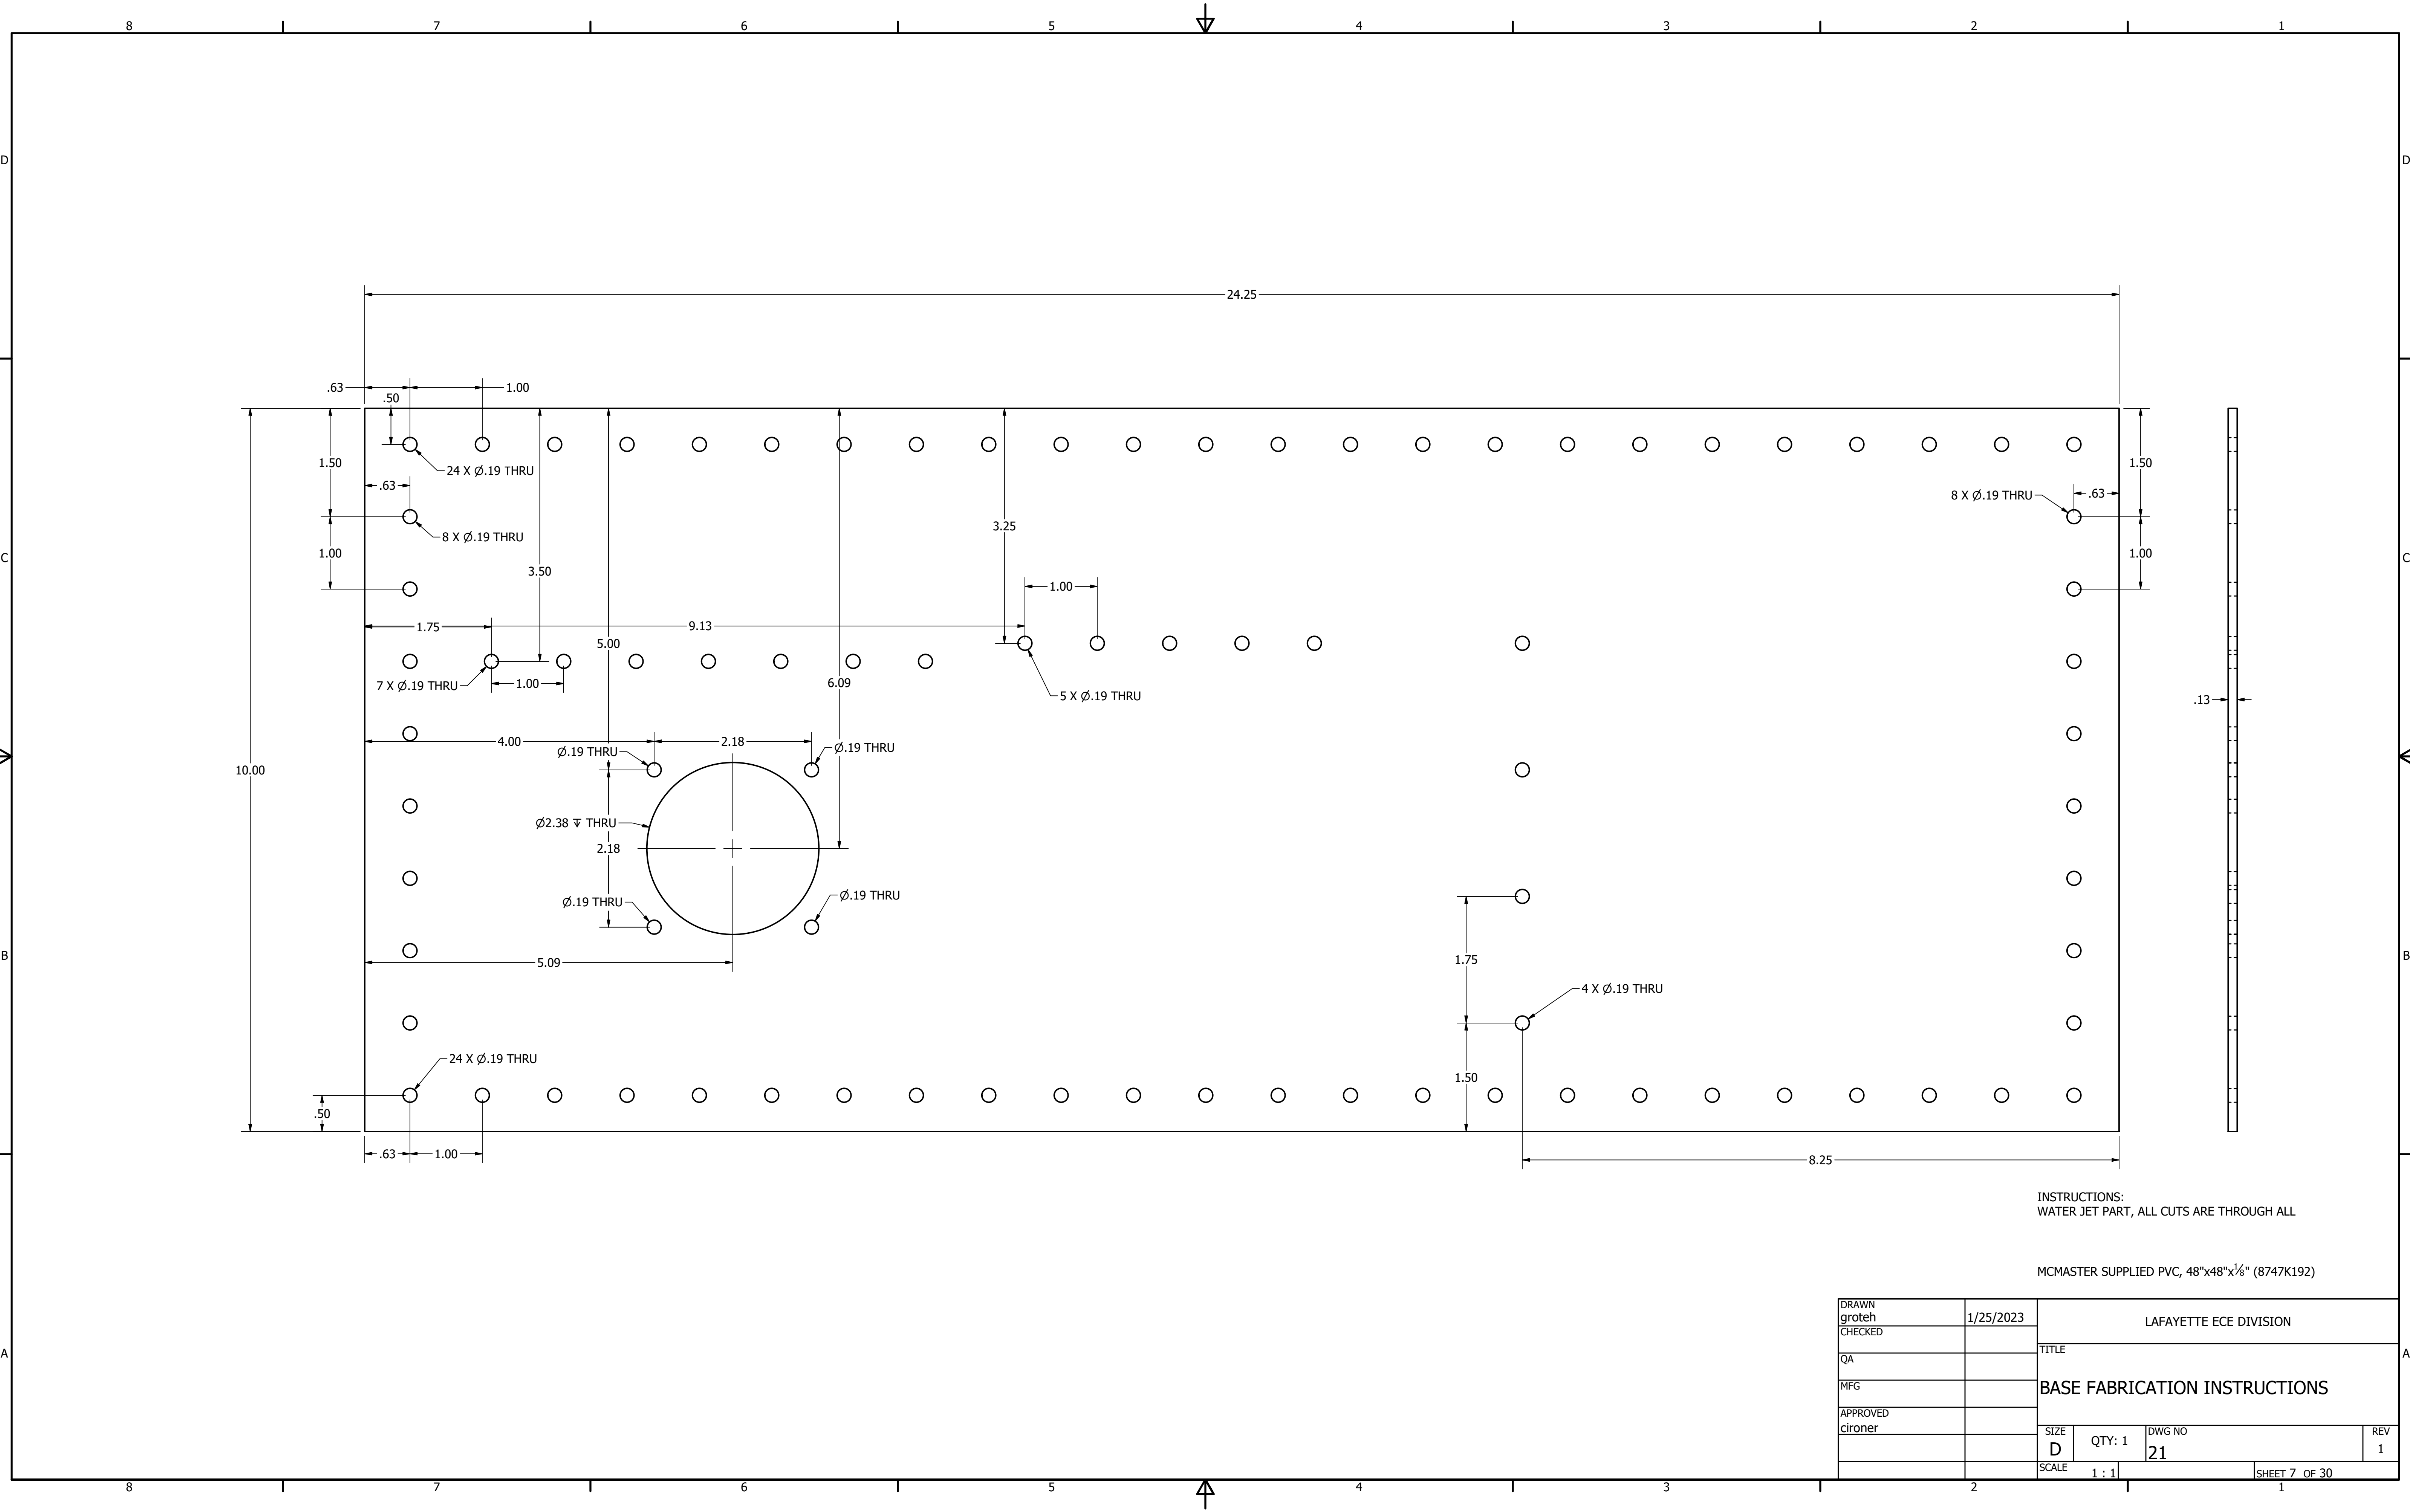 8 7 6 5 4 3 2 1
D D
24.25
.63 1.00
.50
1.50
24 X Ø.19 THRU
1.50
.63
8 X Ø.19 THRU
.63
3.25
8 X Ø.19 THRU
1.00
1.00
C C
3.50
1.00
1.75
9.13
5.00
7 X Ø.19 THRU
1.00
6.09
5 X Ø.19 THRU
.13
4.00
2.18
Ø.19 THRU
Ø.19 THRU
10.00
Ø2.38 ↧ THRU
2.18
Ø.19 THRU
Ø.19 THRU
B B
5.09
1.75
4 X Ø.19 THRU
24 X Ø.19 THRU
1.50
.50
.63 1.00
8.25
INSTRUCTIONS:
WATER JET PART, ALL CUTS ARE THROUGH ALL
MCMASTER SUPPLIED PVC, 48"x48"x⅛" (8747K192)
A A
DRAWN
groteh
1/25/2023
LAFAYETTE ECE DIVISION
CHECKED
TITLE
QA
MFG
BASE FABRICATION INSTRUCTIONS
APPROVED
cironer
SIZE
D
QTY: 1
DWG NO
21
REV
1
SCALE
1 : 1
SHEET 7 OF 30
8 7 6 5 4 3 2 1